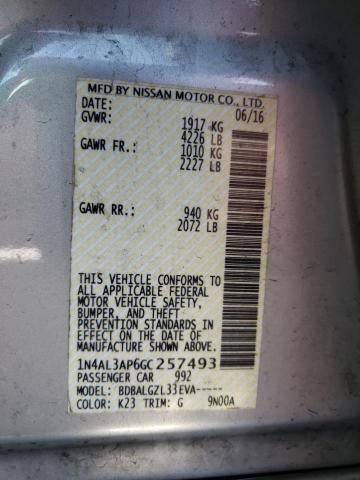 MFD BY NISSAN MOTOR CO., LTD.
DATE: 06/16
GVWR: 1917 KG
4226 LB
GAWR FR.: 1010 KG
2227 LB
GAWR RR.: 940 KG
2072 LB
THIS VEHICLE CONFORMS TO
ALL APPLICABLE FEDERAL
MOTOR VEHICLE SAFETY,
BUMPER, AND THEFT
PREVENTION STANDARDS
IN EFFECT ON THE DATE OF
MANUFACTURE SHOWN ABOVE.
1N4AL3AP6GC257493
PASSENGER CAR 992
MODEL: BDBALGZL33EVA-----
COLOR: K23 TRIM: G 9N00A